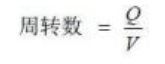 周转数 = Q/V